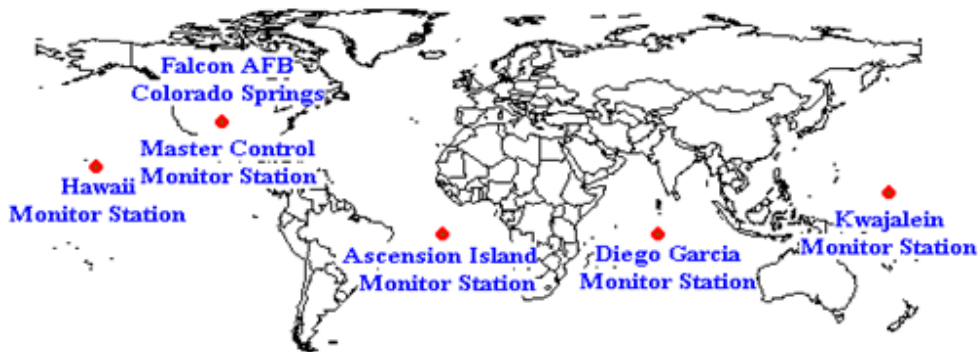 Falcon AFB
Colorado Springs
Master Control
Monitor Station
Hawaii
Monitor Station
Ascension Island
Monitor Station
Diego Garcia
Monitor Station
Kwajalein
Monitor Station